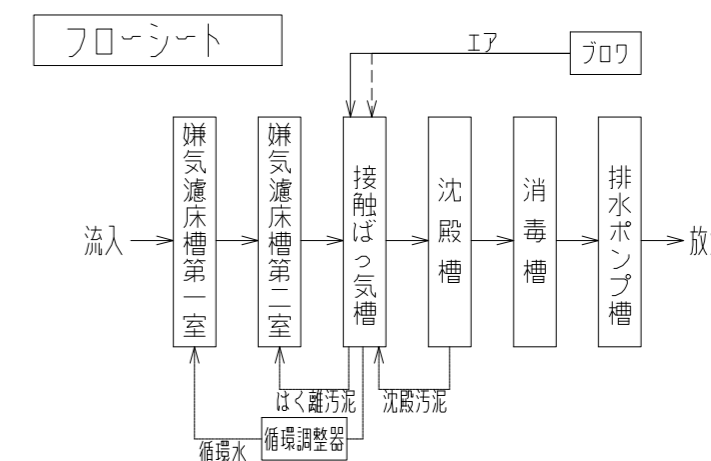 フローシート
エア
ブロワ
流入
嫌気濾床槽第一室
嫌気濾床槽第二室
接触ばっ気槽
沈殿槽
消毒槽
排水ポンプ槽
放
はく離汚泥
沈殿汚泥
循環水
循環調整器